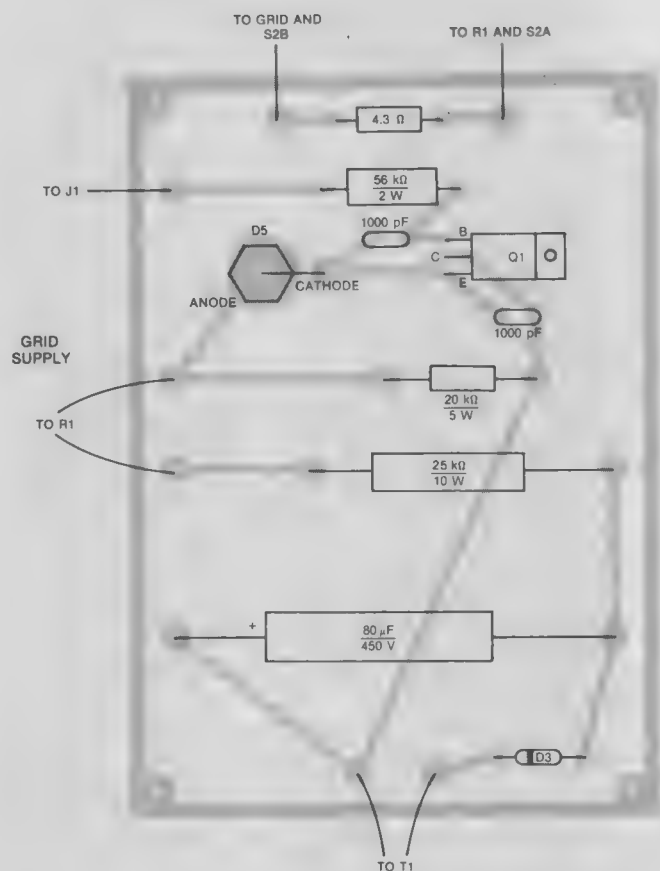 TO GRID AND
S2B
TO R1 AND S2A
4.3 Ω
TO J1
56 kΩ
2 W
1000 pF
D5
B
C
Q1
E
CATHODE
ANODE
1000 pF
GRID
SUPPLY
20 kΩ
5 W
TO R1
25 kΩ
10 W
+
80 µF
450 V
D3
TO T1